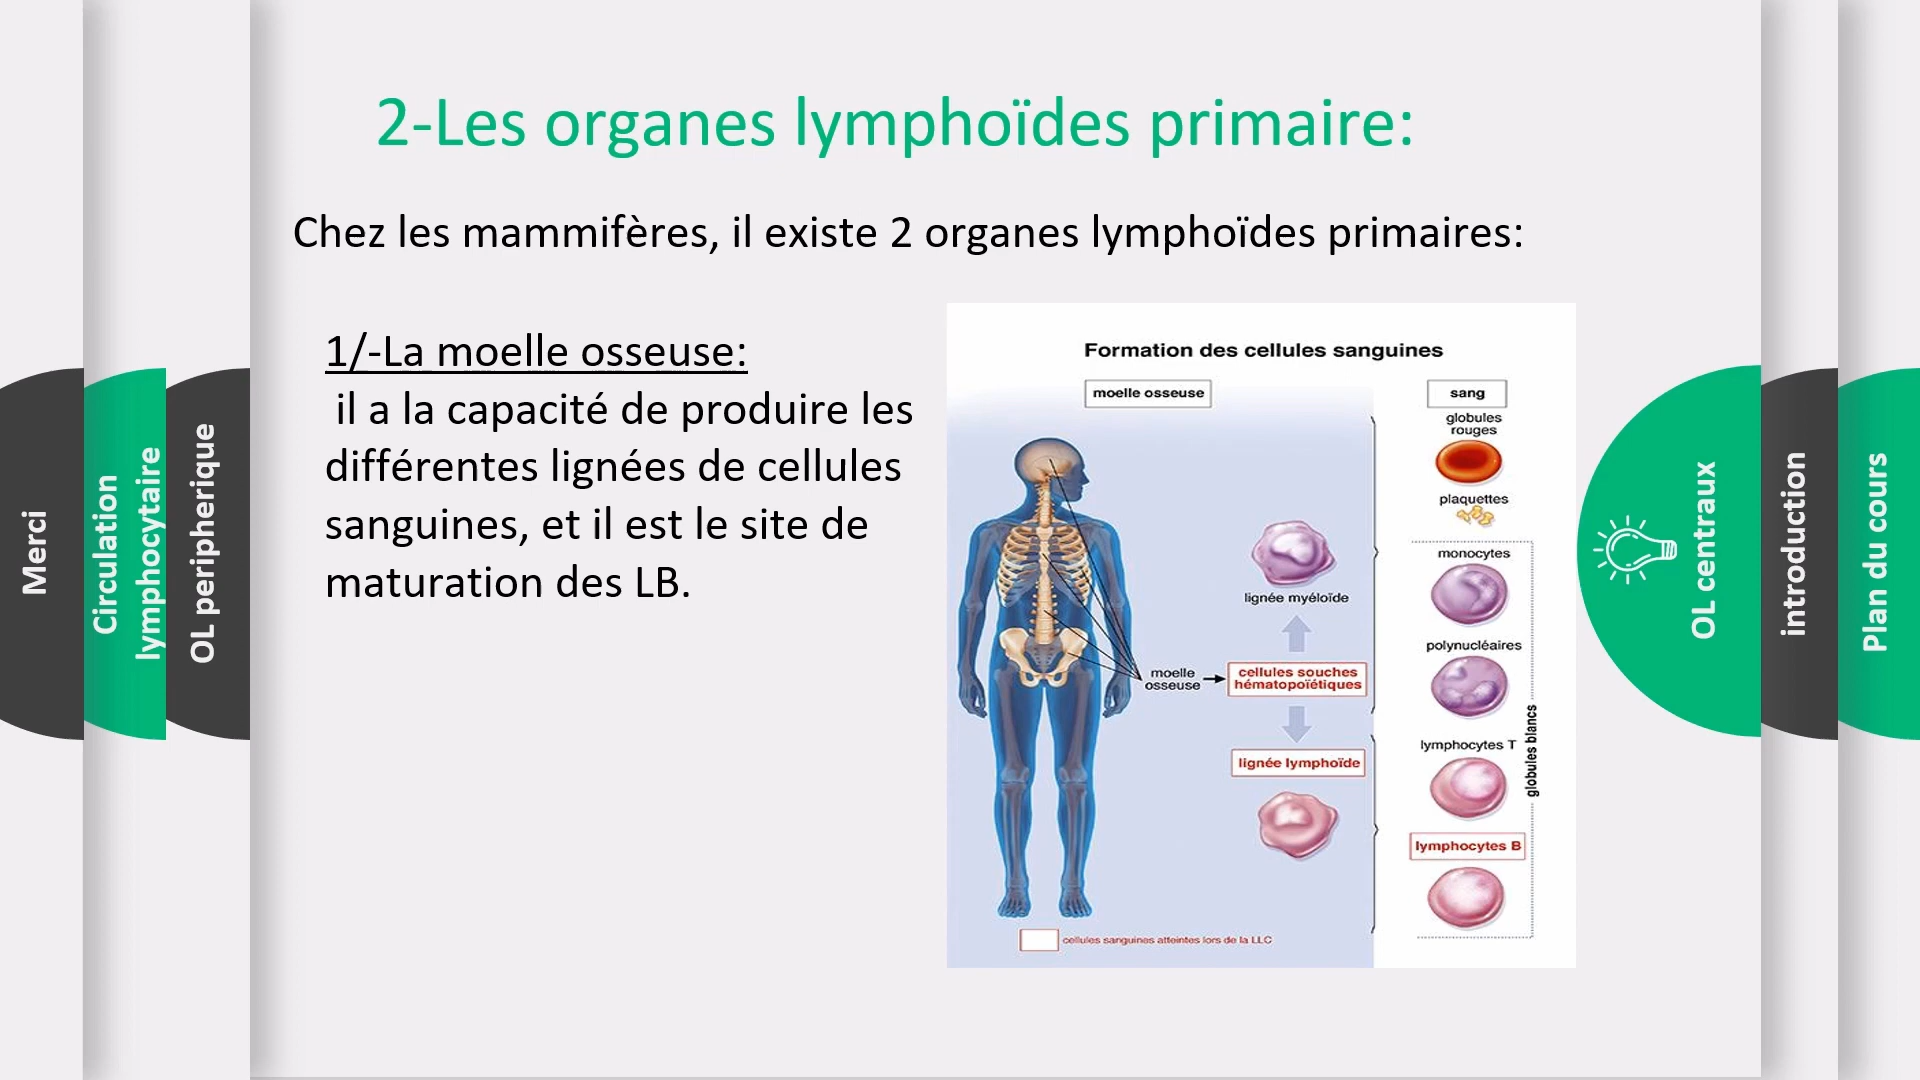 2-Les organes lymphoïdes primaire:
Chez les mammifères, il existe 2 organes lymphoïdes primaires:
1/-La moelle osseuse:
il a la capacité de produire les
différentes lignées de cellules
sanguines, et il est le site de
maturation des LB.
Formation des cellules sanguines
moelle osseuse
sang
globules
rouges
plaquettes
monocytes
lignée myéloïde
polynucléaires
moelle
osseuse
cellules souches
hématopoïétiques
globules blancs
lymphocytes T
lignée lymphoïde
lymphocytes B
cellules sanguines atteintes lors de la LLC
Merci
Circulation
lymphocytaire
OL peripherique
OL centraux
introduction
Plan du cours